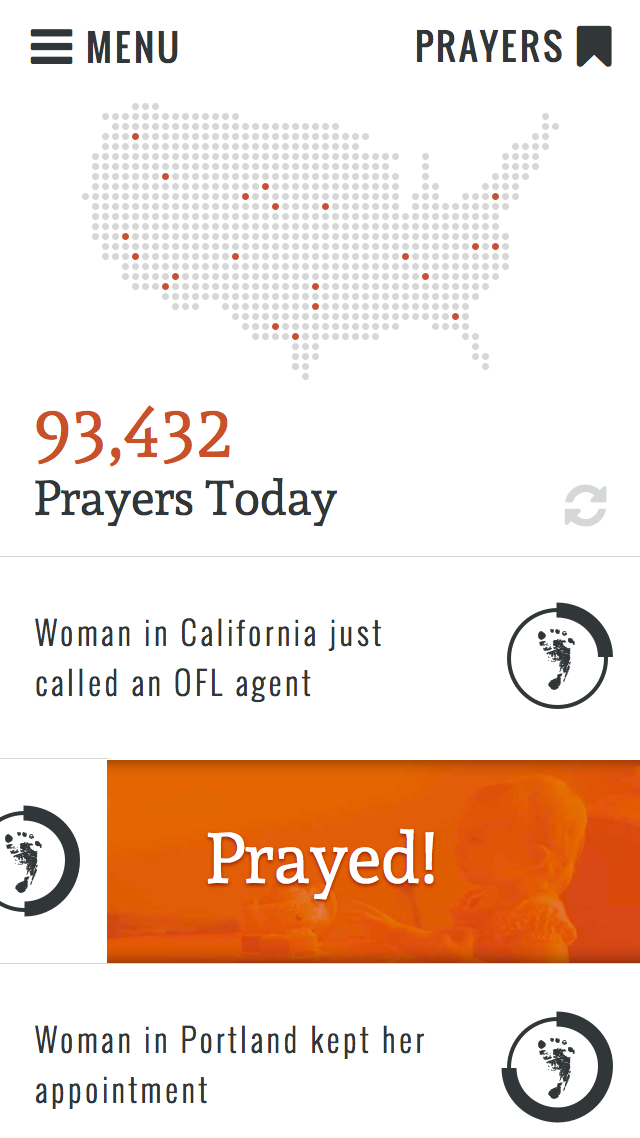 MENU
PRAYERS
93,432
Prayers Today
Woman in California just
called an OFL agent
Prayed!
Woman in Portland kept her
appointment